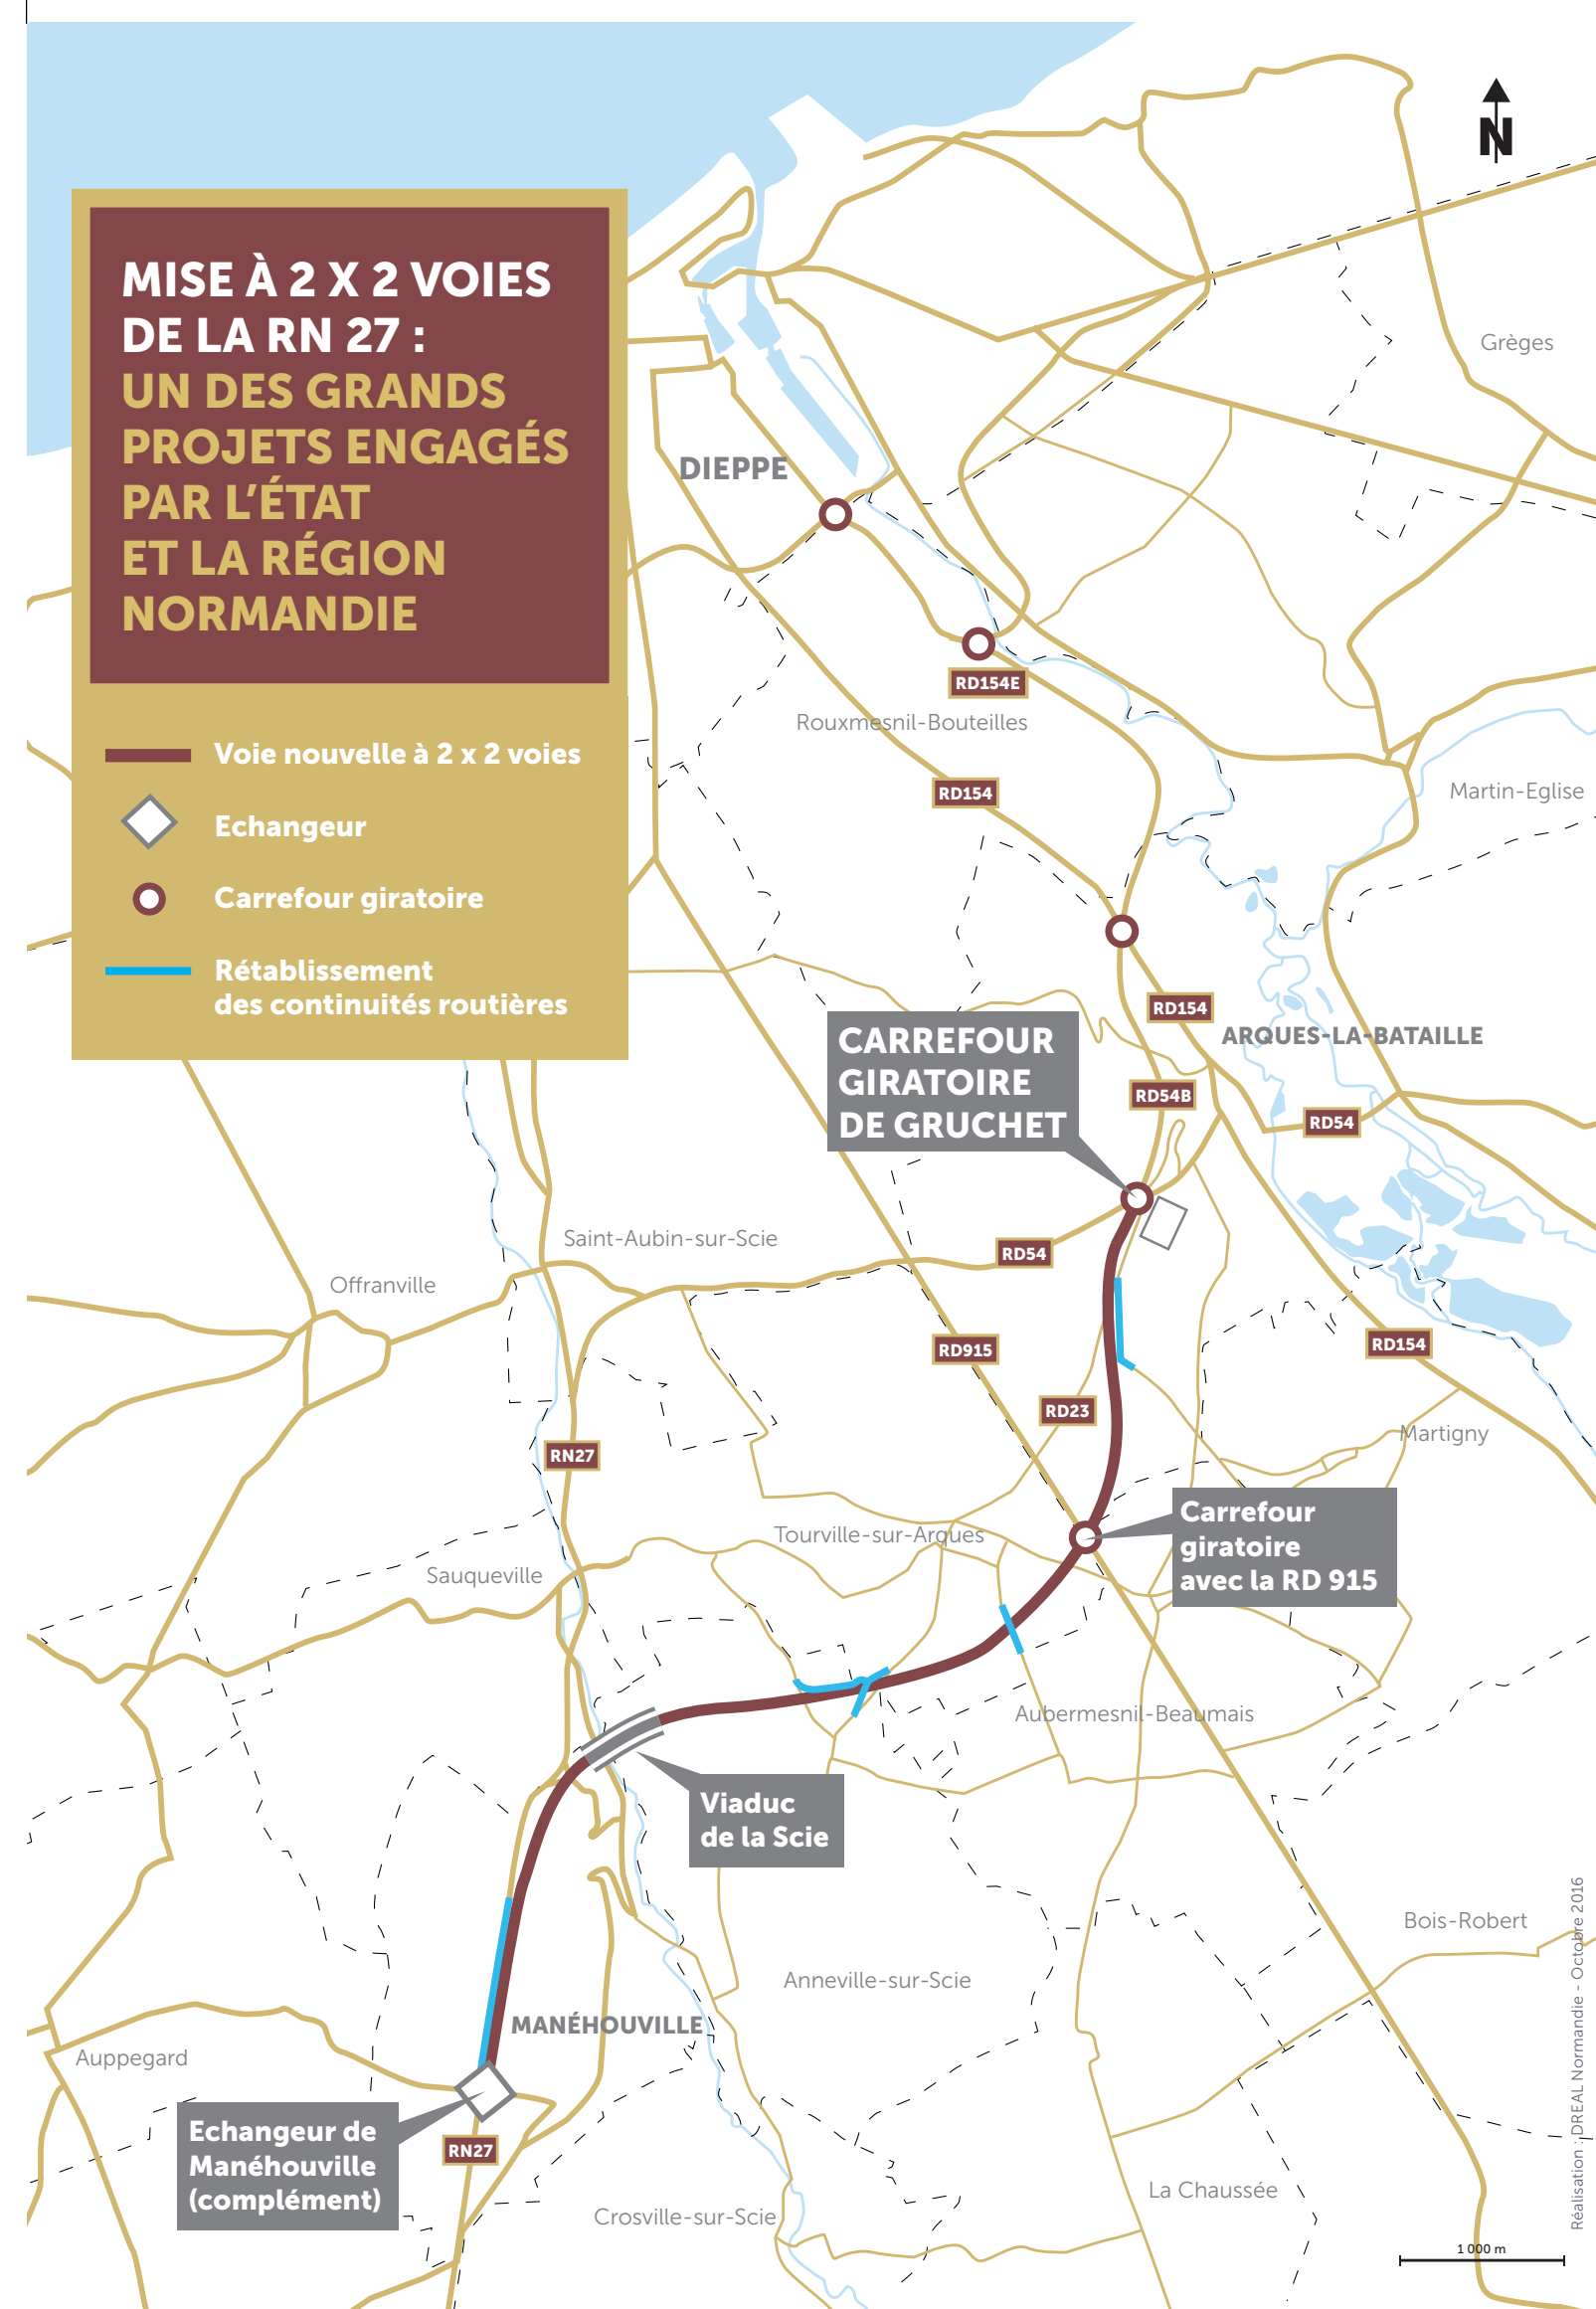 N
MISE À 2 X 2 VOIES
DE LA RN 27 :
UN DES GRANDS
PROJETS ENGAGÉS
PAR L’ÉTAT
ET LA RÉGION
NORMANDIE
Voie nouvelle à 2 x 2 voies
Echangeur
Carrefour giratoire
Rétablissement
des continuités routières
Grèges
DIEPPE
RD154E
Rouxmesnil-Bouteilles
RD154
Martin-Eglise
RD154
ARQUES-LA-BATAILLE
CARREFOUR
GIRATOIRE
DE GRUCHET
RD54B
RD54
Saint-Aubin-sur-Scie
RD54
Offranville
RD915
RD154
RD23
Martigny
RN27
Carrefour
giratoire
avec la RD 915
Tourville-sur-Arques
Sauqueville
Aubermesnil-Beaumais
Viaduc
de la Scie
Bois-Robert
Anneville-sur-Scie
MANÉHOUVILLE
Auppegard
Echangeur de
Manéhouville
(complément)
RN27
La Chaussée
Crosville-sur-Scie
1 000 m
Réalisation : DREAL Normandie - Octobre 2016